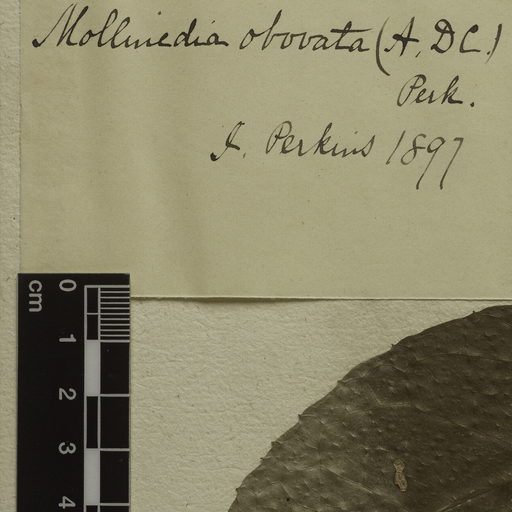 Mollinedia obovata (A. DC.)
Perk.
J. Perkins 1897
cm
0
1
2
3
4